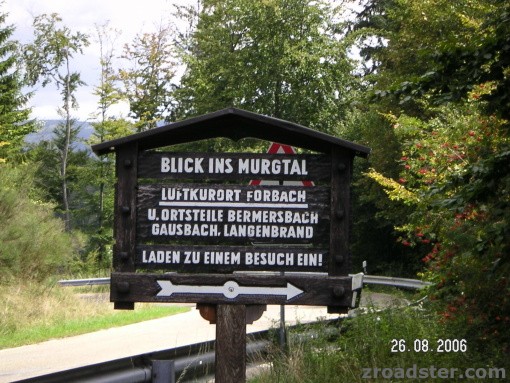 BLICK INS MURGTAL
LUFTKURORT FORBACH
U. ORTSTEILE BERMERSBACH
GAUSBACH, LANGENBRAND
LADEN ZU EINEM BESUCH EIN!
26.08.2006
zroadster.com